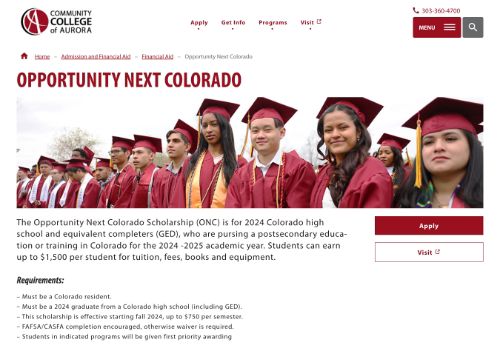 COMMUNITY
COLLEGE
of AURORA
303-360-4700
Apply
Get Info
Programs
Visit
MENU
Home – Admission and Financial Aid – Financial Aid – Opportunity Next Colorado
OPPORTUNITY NEXT COLORADO
The Opportunity Next Colorado Scholarship (ONC) is for 2024 Colorado high
school and equivalent completers (GED), who are pursing a postsecondary educa-
tion or training in Colorado for the 2024 -2025 academic year. Students can earn
up to $1,500 per student for tuition, fees, books and equipment.
Apply
Visit
Requirements:
– Must be a Colorado resident.
– Must be a 2024 graduate from a Colorado high school (including GED).
– This scholarship is effective starting fall 2024, up to $750 per semester.
– FAFSA/CASFA completion encouraged, otherwise waiver is required.
– Students in indicated programs will be given first priority awarding